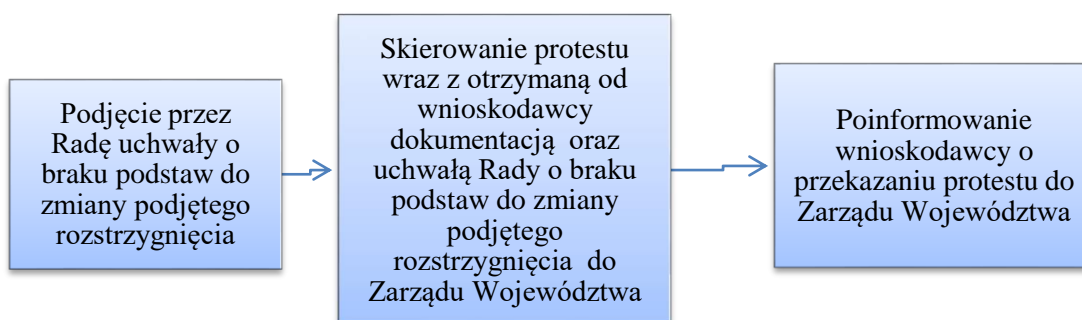 Podjęcie przez
Radę uchwały o
braku podstaw do
zmiany podjętego
rozstrzygnięcia
Skierowanie protestu
wraz z otrzymaną od
wnioskodawcy
dokumentacją oraz
uchwałą Rady o braku
podstaw do zmiany
podjętego
rozstrzygnięcia do
Zarządu Województwa
Poinformowanie
wnioskodawcy o
przekazaniu protestu do
Zarządu Województwa